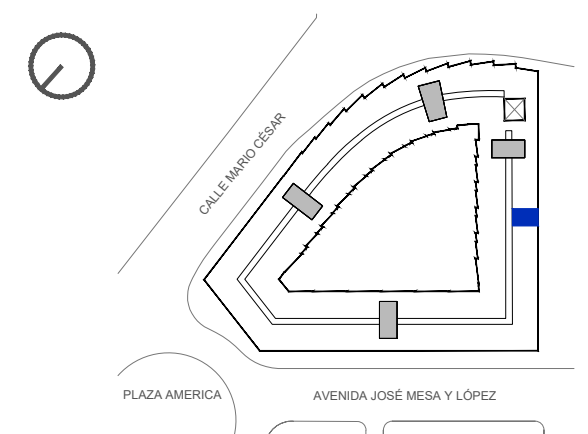 CALLE MARIO CÉSAR
PLAZA AMERICA
AVENIDA JOSÉ MESA Y LÓPEZ